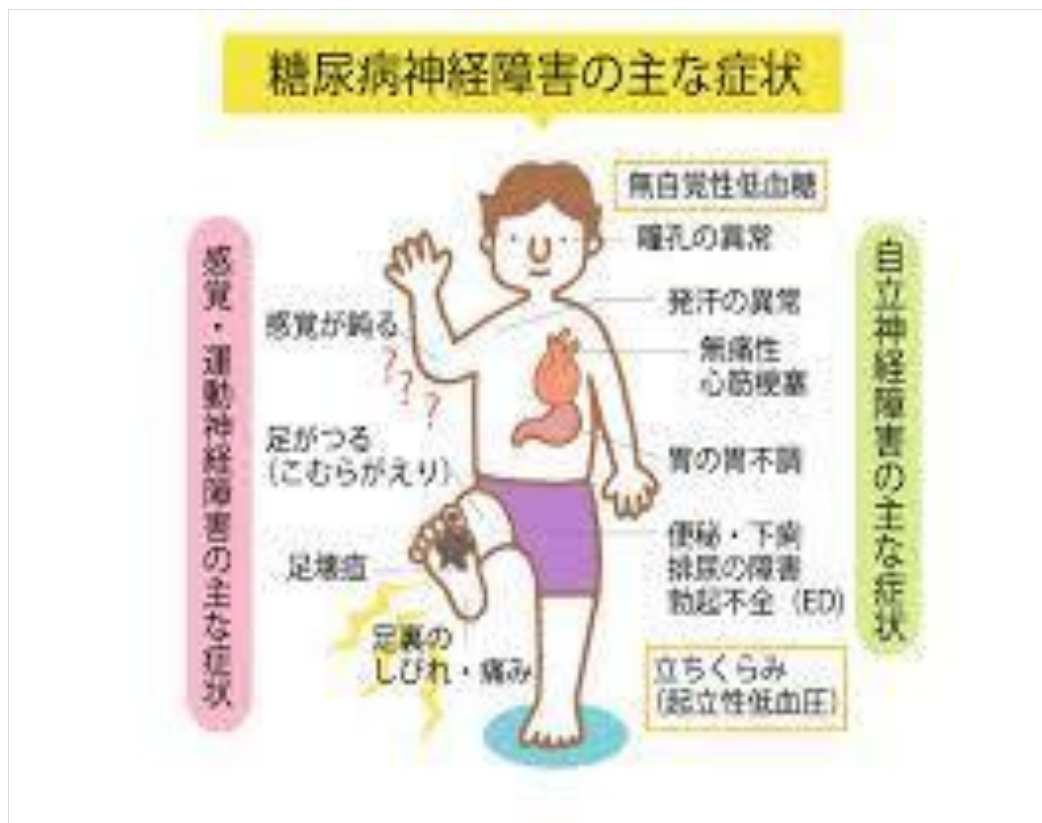 糖尿病神経障害の主な症状
無自覚性低血糖
瞳孔の異常
発汗の異常
無痛性
心筋梗塞
胃の胃不調
便秘・下痢
排尿の障害
勃起不全（ED）
立ちくらみ
（起立性低血圧）
自立神経障害の主な症状
感覚・運動神経障害の主な症状
感覚が鈍る
???
足がつる
（こむらがえり）
足壊疽
足裏の
しびれ・痛み